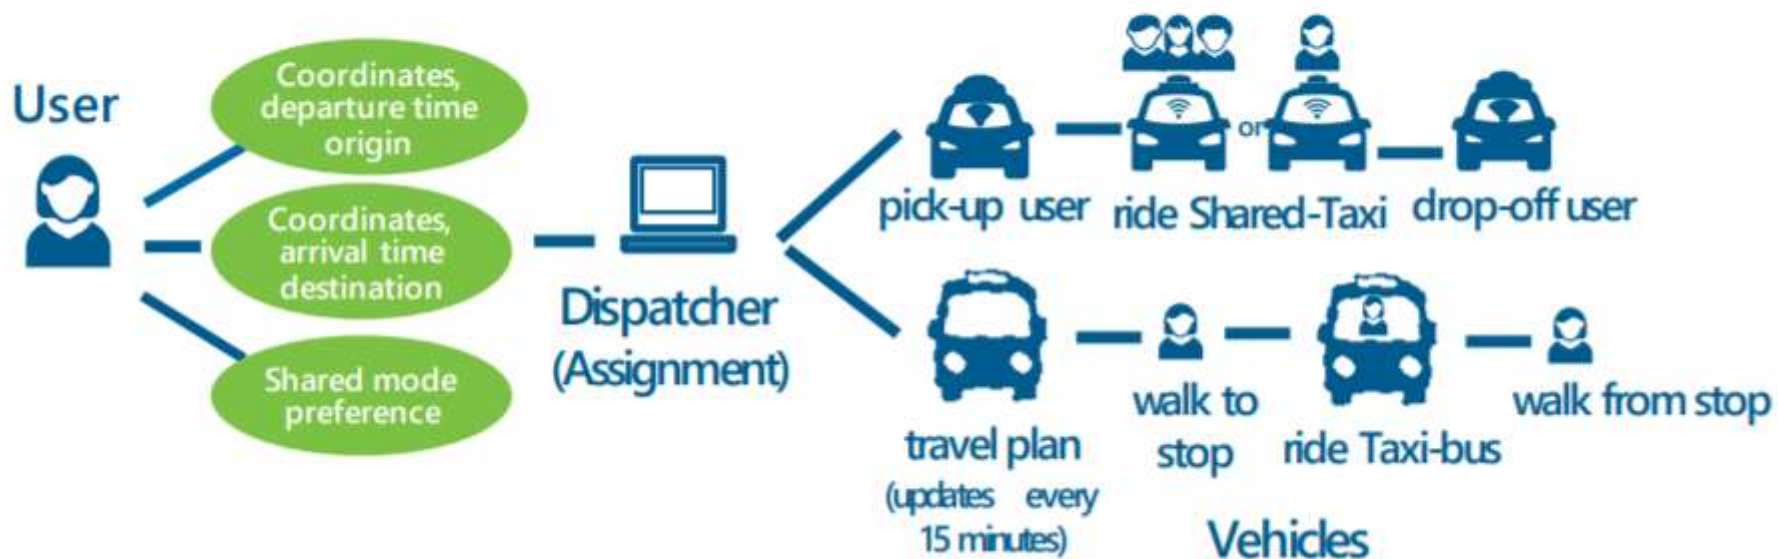 User
Coordinates,
departure time
origin
Coordinates,
arrival time
destination
Shared mode
preference
Dispatcher
(Assignment)
or
pick-up user
ride Shared-Taxi
drop-off user
travel plan
(updates every
15 minutes)
walk to
stop
ride Taxi-bus
walk from stop
Vehicles